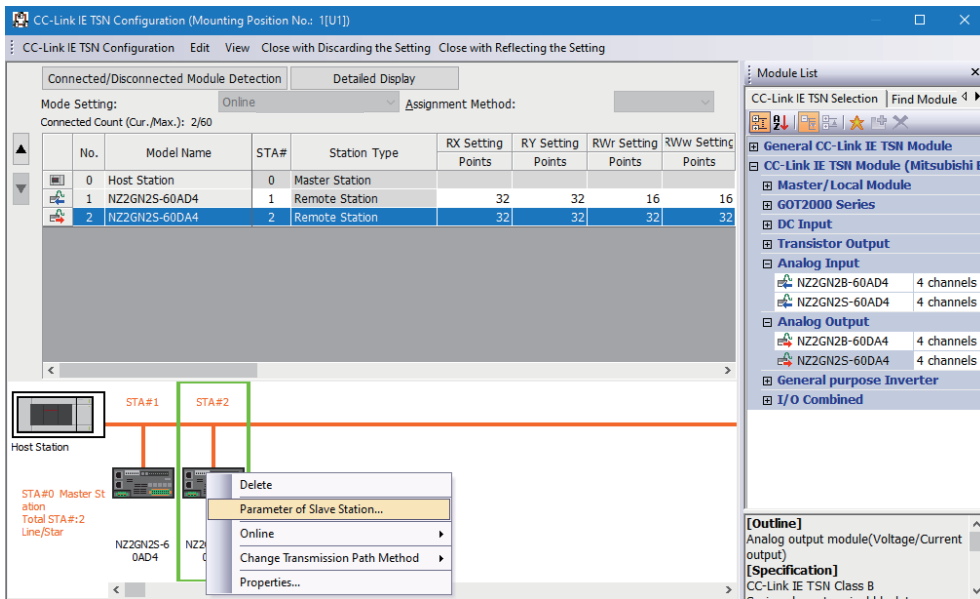 CC-Link IE TSN Configuration (Mounting Position No.: 1[U1])
CC-Link IE TSN Configuration Edit View Close with Discarding the Setting Close with Reflecting the Setting
Connected/Disconnected Module Detection Detailed Display
Mode Setting: Online Assignment Method:
Connected Count (Cur./Max.): 2/60
No. Model Name STA# Station Type RX Setting RY Setting RWr Setting RWw Setting
Points Points Points Points
0 Host Station 0 Master Station
1 NZ2GN2S-60AD4 1 Remote Station 32 32 16 16
2 NZ2GN2S-60DA4 2 Remote Station 32 32 32 32
STA#1 STA#2
Host Station
STA#0 Master St
ation
Total STA#:2
Line/Star
NZ2GN2S-6
0AD4
NZ2
Delete
Parameter of Slave Station...
Online
Change Transmission Path Method
Properties...
Module List
CC-Link IE TSN Selection Find Module
General CC-Link IE TSN Module
CC-Link IE TSN Module (Mitsubishi
Master/Local Module
GOT2000 Series
DC Input
Transistor Output
Analog Input
NZ2GN2B-60AD4 4 channels
NZ2GN2S-60AD4 4 channels
Analog Output
NZ2GN2B-60DA4 4 channels
NZ2GN2S-60DA4 4 channels
General purpose Inverter
I/O Combined
[Outline]
Analog output module(Voltage/Current
output)
[Specification]
CC-Link IE TSN Class B